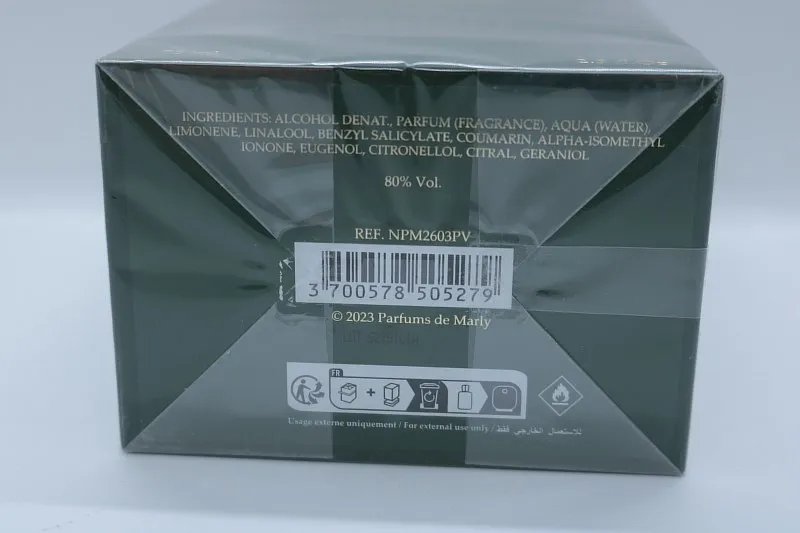 INGREDIENTS: ALCOHOL DENAT., PARFUM (FRAGRANCE), AQUA (WATER),
LIMONENE, LINALOOL, BENZYL SALICYLATE, COUMARIN, ALPHA-ISOMETHYL
IONONE, EUGENOL, CITRONELLOL, CITRAL, GERANIOL
80% Vol.
REF. NPM2603PV
3 700578 505279
© 2023 Parfums de Marly
FR
+
Usage externe uniquement / For external use only / للاستعمال الخارجي فقط